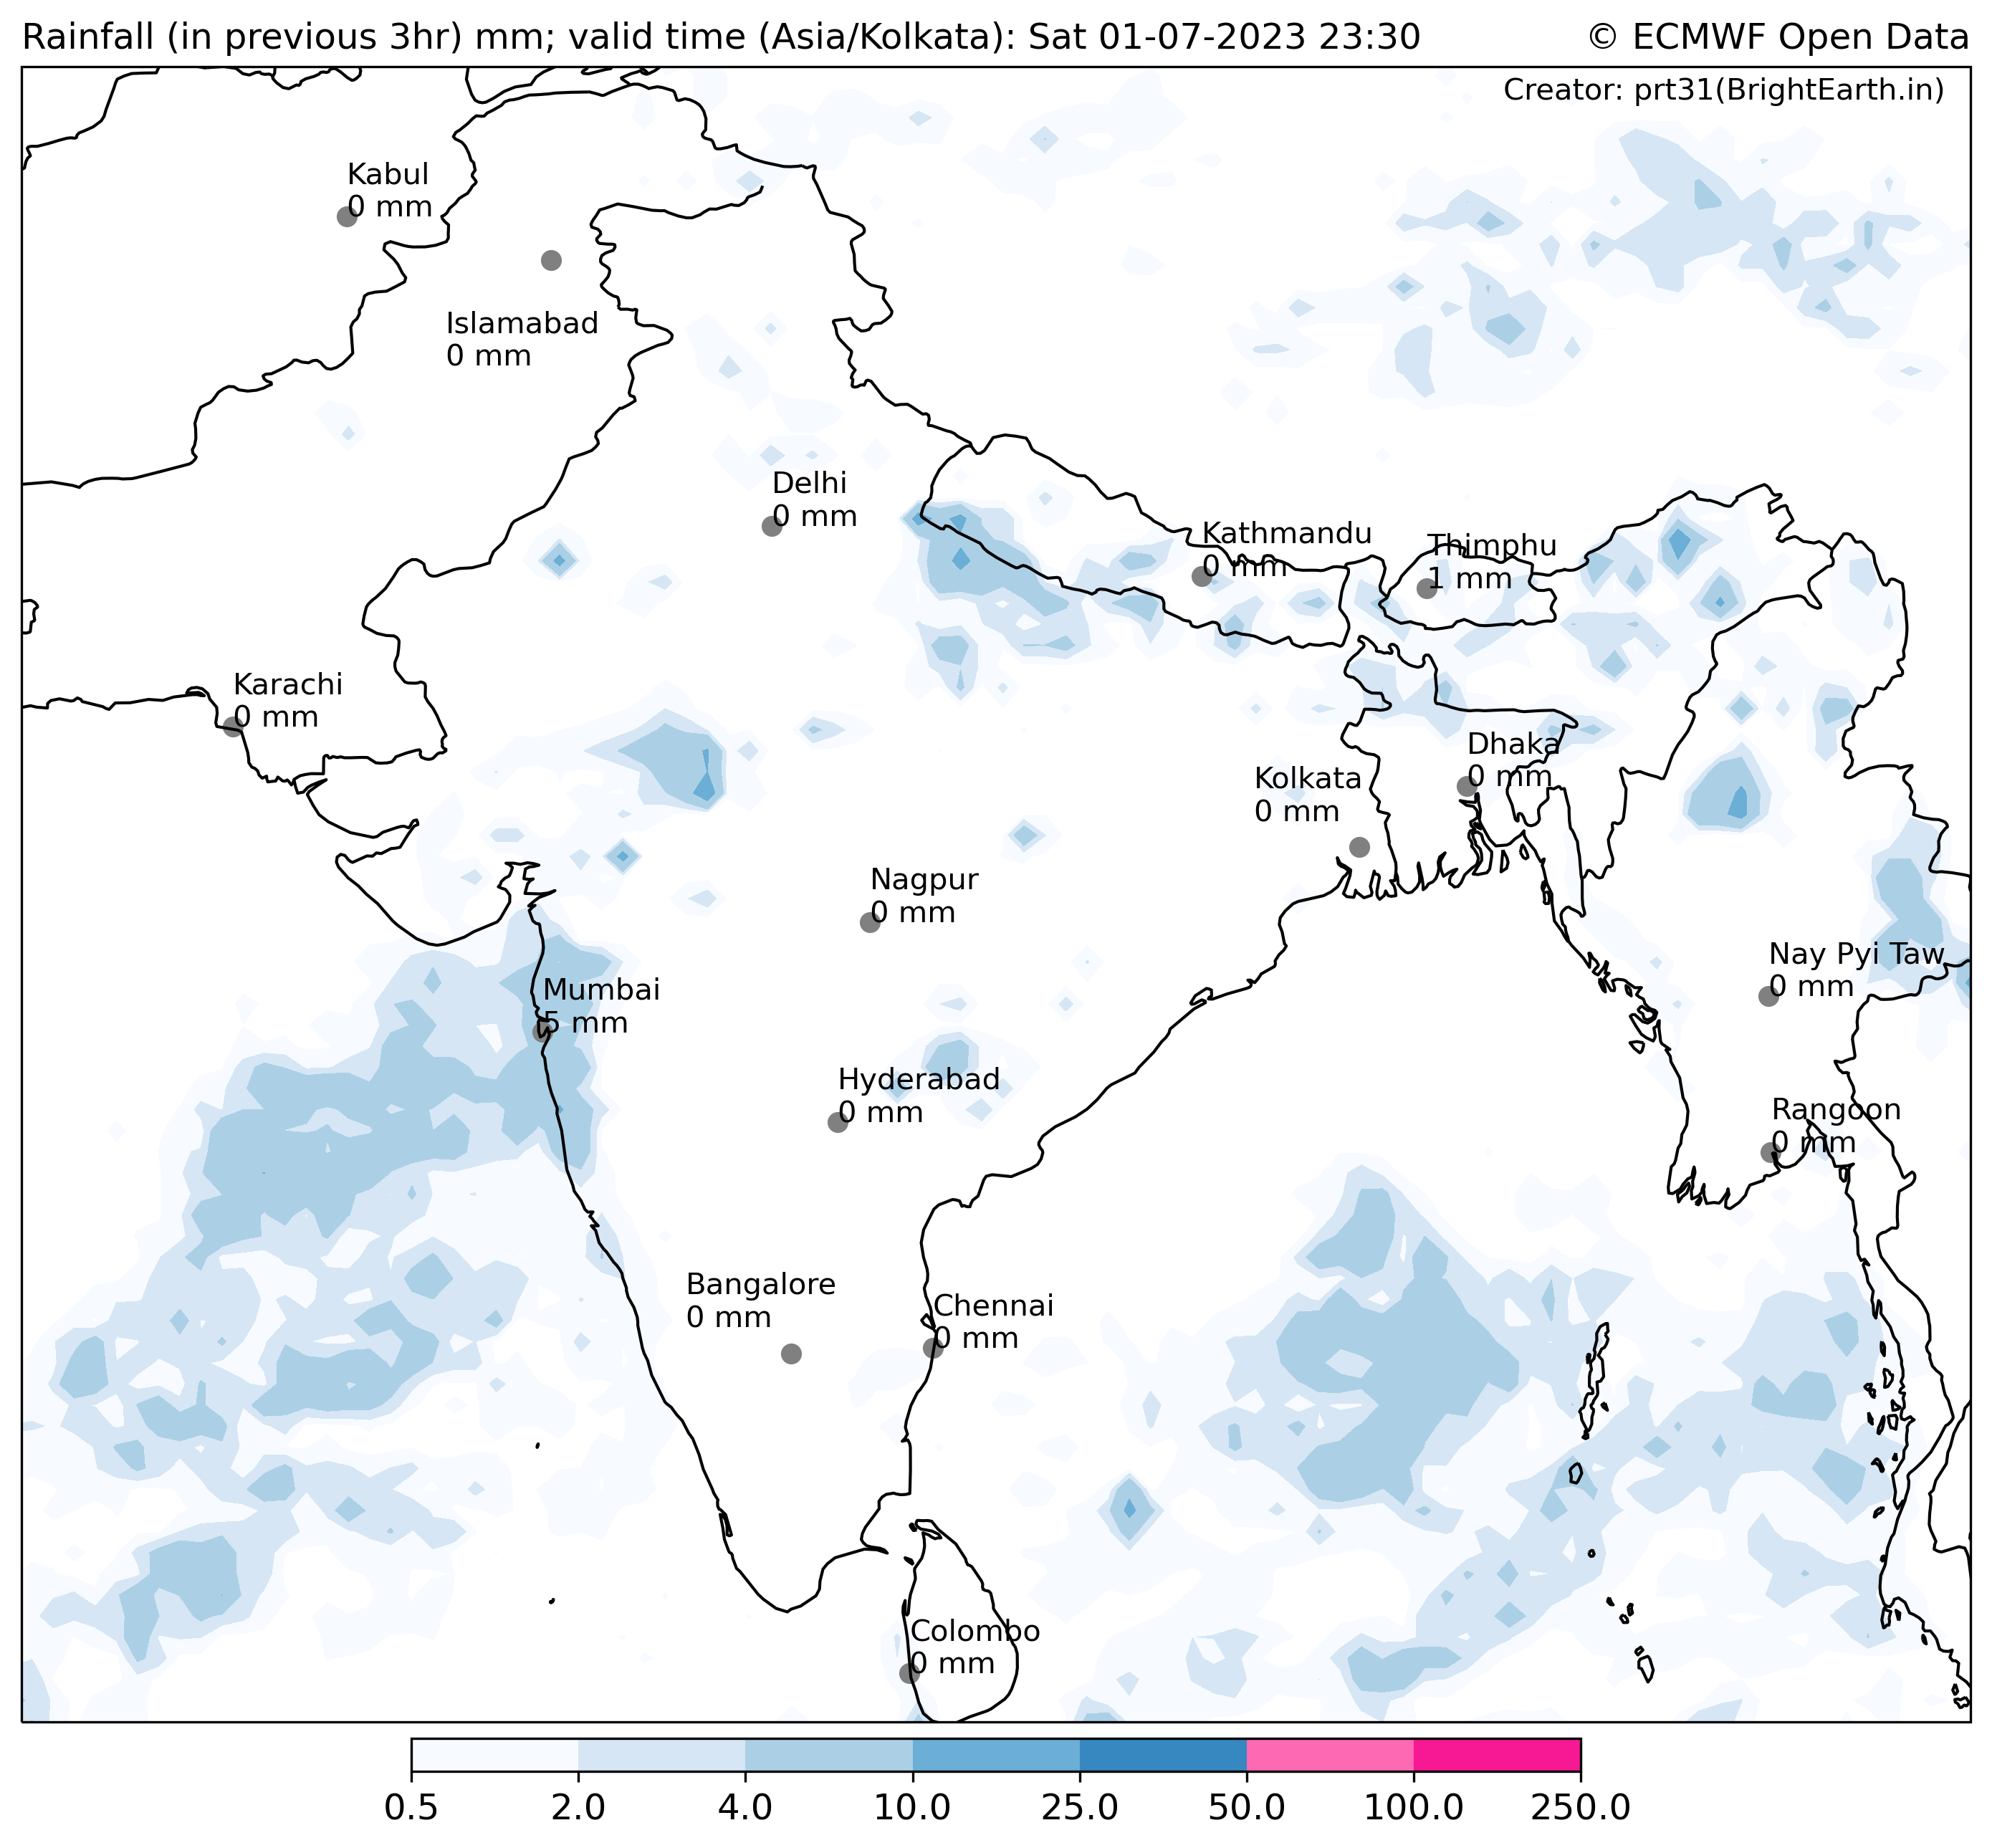 Rainfall (in previous 3hr) mm; valid time (Asia/Kolkata): Sat 01-07-2023 23:30
© ECMWF Open Data
Creator: prt31(BrightEarth.in)
Kabul
0 mm
Islamabad
0 mm
Delhi
0 mm
Kathmandu
0 mm
Thimphu
1 mm
Karachi
0 mm
Dhaka
0 mm
Kolkata
0 mm
Nagpur
0 mm
Nay Pyi Taw
0 mm
Mumbai
5 mm
Hyderabad
0 mm
Rangoon
0 mm
Bangalore
0 mm
Chennai
0 mm
Colombo
0 mm
0.5 2.0 4.0 10.0 25.0 50.0 100.0 250.0